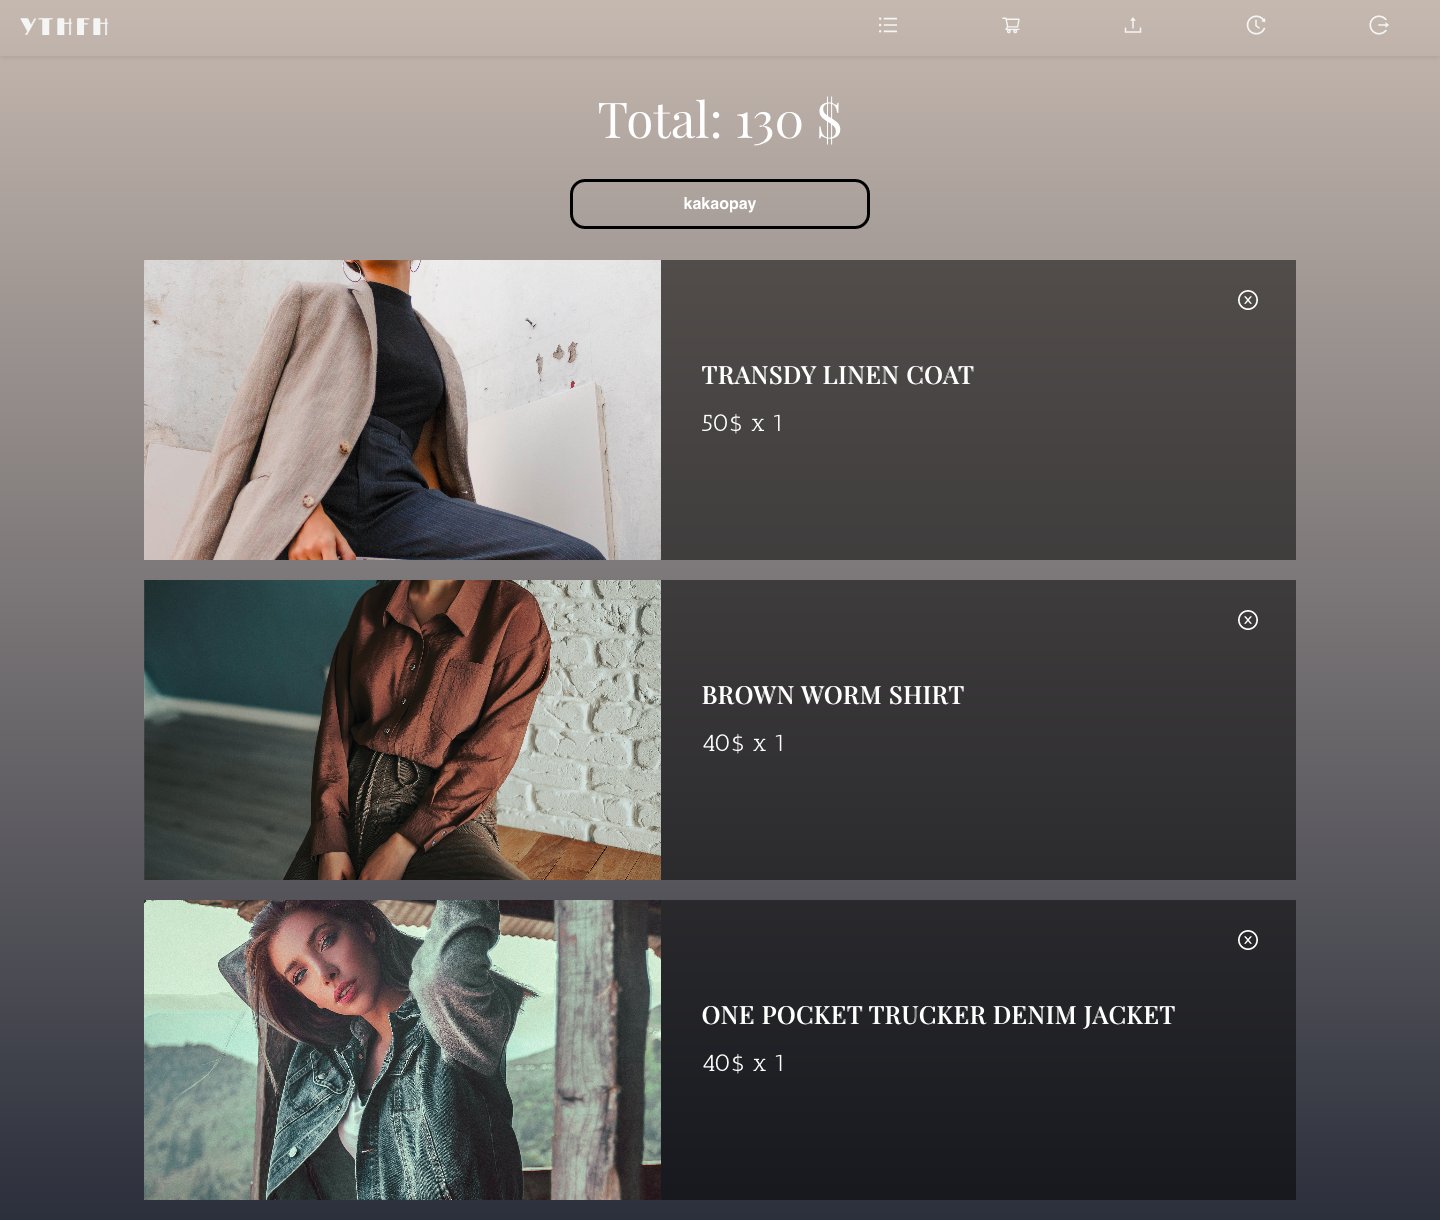 YTHFH
Total: 130 $
kakaopay
TRANSDY LINEN COAT
50$ x 1
BROWN WORM SHIRT
40$ x 1
ONE POCKET TRUCKER DENIM JACKET
40$ x 1